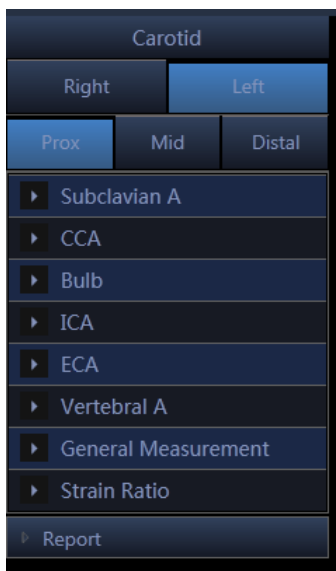 Carotid
Right Left
Prox Mid Distal
Subclavian A
CCA
Bulb
ICA
ECA
Vertebral A
General Measurement
Strain Ratio
Report